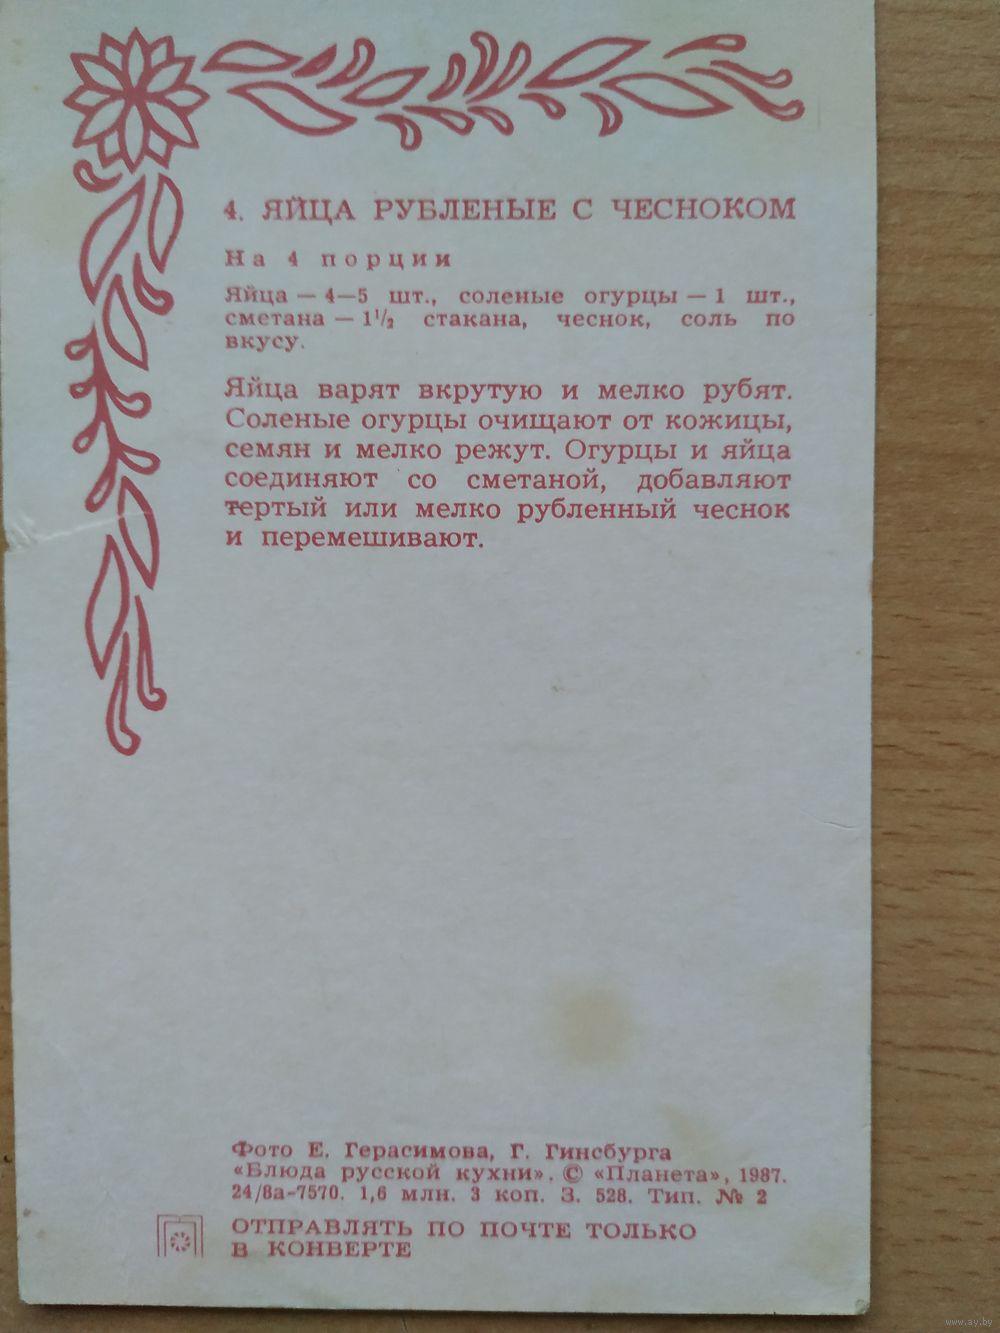 4. ЯЙЦА РУБЛЕНЫЕ С ЧЕСНОКОМ
На 4 порции
Яйца — 4—5 шт., соленые огурцы — 1 шт.,
сметана — 1½ стакана, чеснок, соль по
вкусу.
Яйца варят вкрутую и мелко рубят.
Соленые огурцы очищают от кожицы,
семян и мелко режут. Огурцы и яйца
соединяют со сметаной, добавляют
тертый или мелко рубленный чеснок
и перемешивают.
Фото Е. Герасимова, Г. Гинсбурга
«Блюда русской кухни». © «Планета», 1987.
24/8а-7570. 1,6 млн. 3 коп. З. 528. Тип. № 2
ОТПРАВЛЯТЬ ПО ПОЧТЕ ТОЛЬКО
В КОНВЕРТЕ
www.ay.by